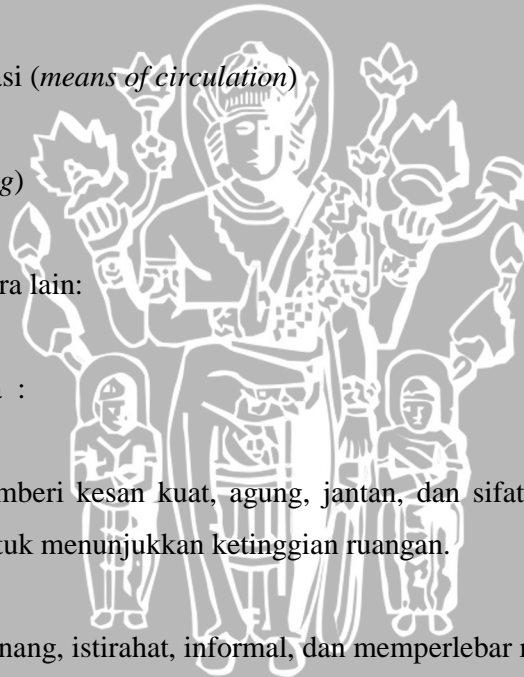 asi (means of circulation)
g)
ra lain:
:
mberi kesan kuat, agung, jantan, dan sifat
tuk menunjukkan ketinggian ruangan.
nang, istirahat, informal, dan memperlebar r